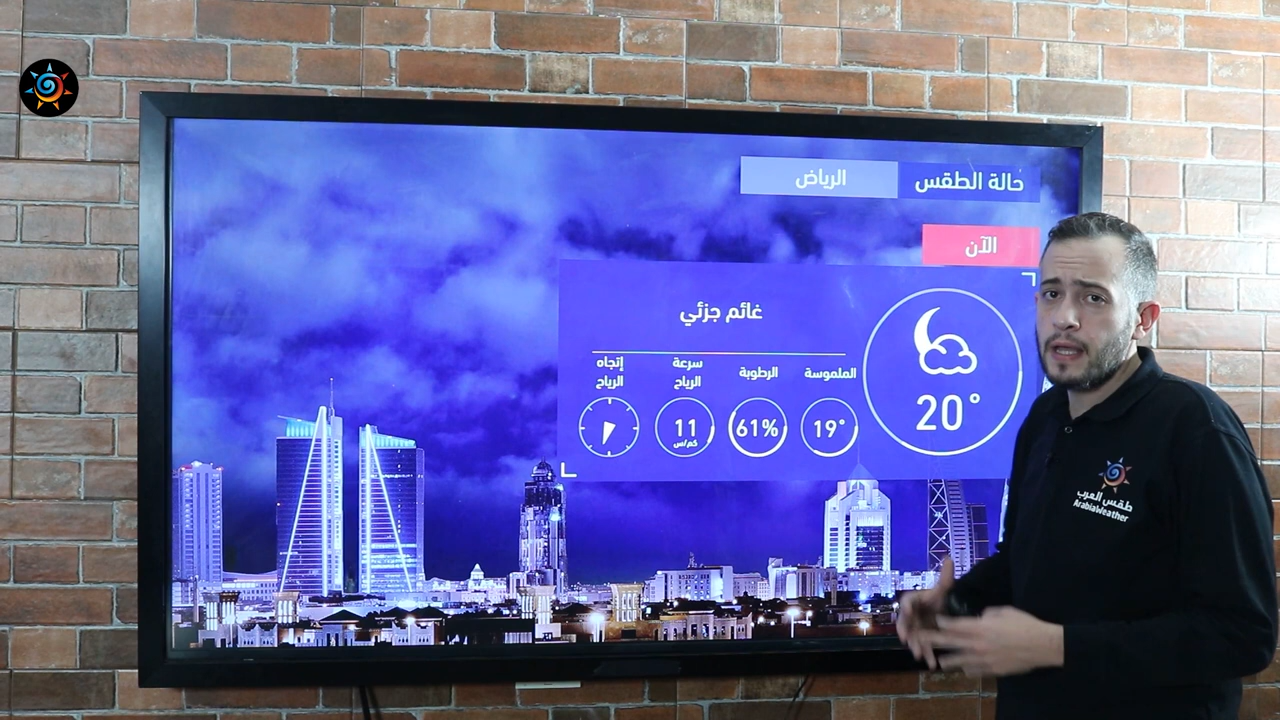 حالة الطقس
الرياض
الآن
غائم جزئي
20°
الملموسة
19°
الرطوبة
61%
سرعة
الرياح
11
كم/س
إتجاه
الرياح
طقس العرب
ArabiaWeather